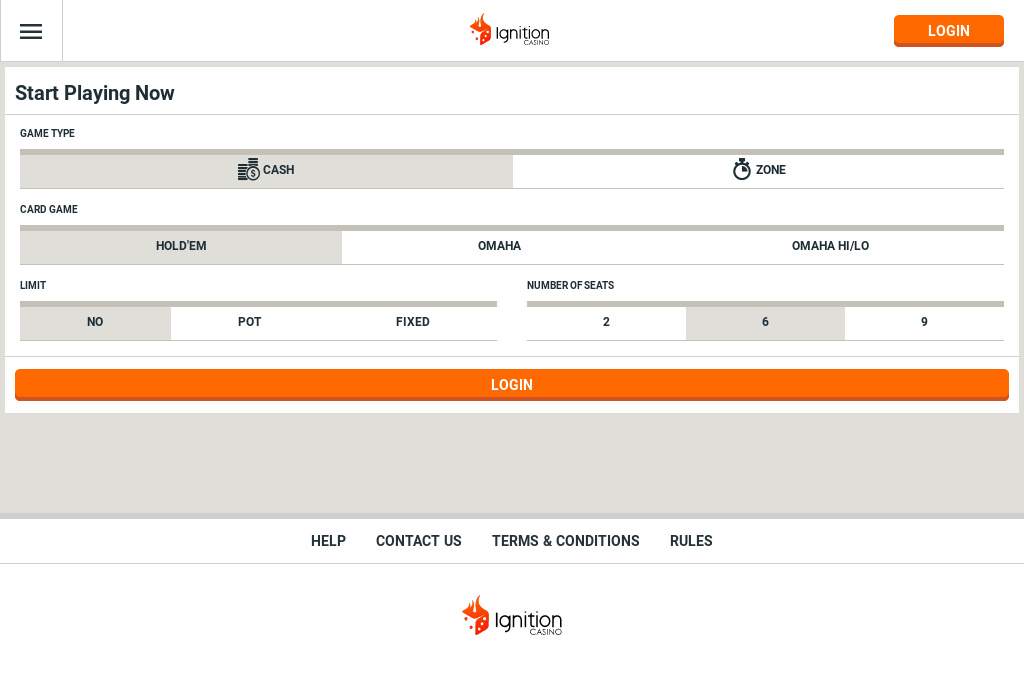 Ignition
CASINO
LOGIN
Start Playing Now
GAME TYPE
CASH
ZONE
CARD GAME
HOLD'EM
OMAHA
OMAHA HI/LO
LIMIT
NUMBER OF SEATS
NO
POT
FIXED
2
6
9
LOGIN
HELP
CONTACT US
TERMS & CONDITIONS
RULES
Ignition
CASINO